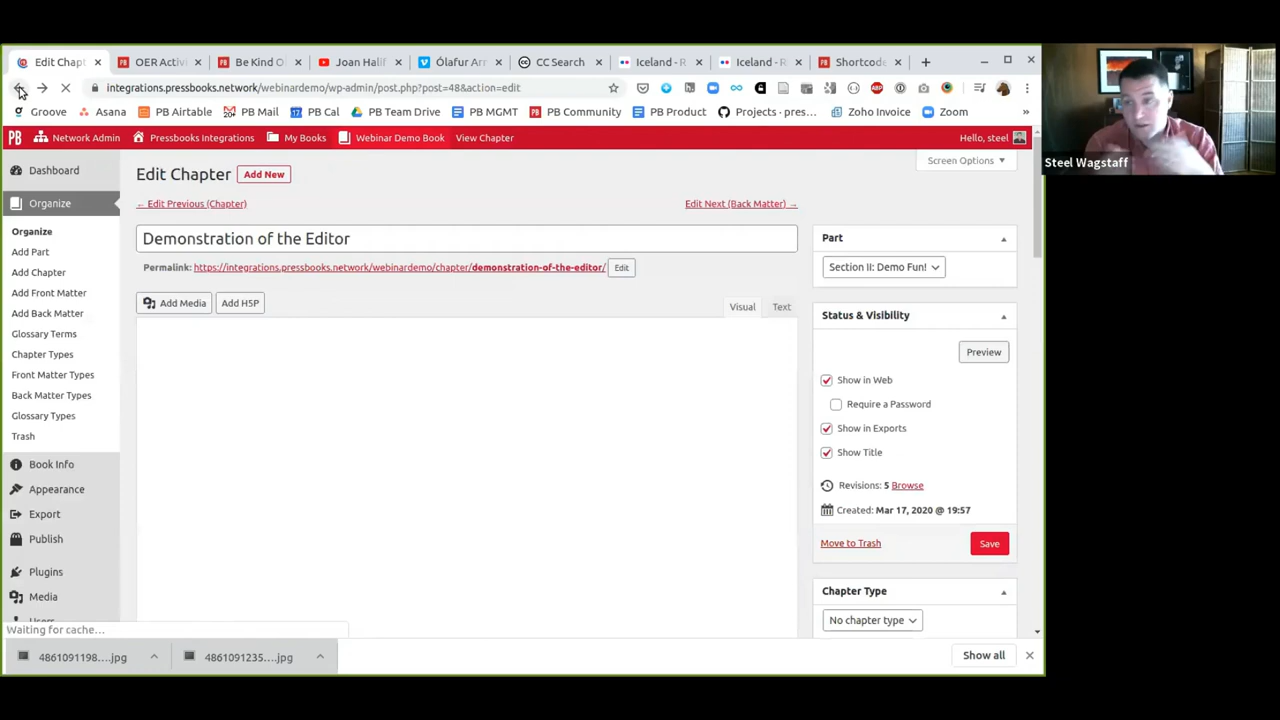 Edit Chapt
OER Activ
Be Kind O
Joan Halif
Ólafur Arr
CC Search
Iceland - R
Iceland - R
Shortcode
integrations.pressbooks.network/webinardemo/wp-admin/post.php?post=48&action=edit
Groove
Asana
PB Airtable
PB Mail
PB Cal
PB Team Drive
PB MGMT
PB Community
PB Product
Projects · pres…
Zoho Invoice
Zoom
PB
Network Admin
Pressbooks Integrations
My Books
Webinar Demo Book
View Chapter
Hello, steel
Steel Wagstaff
Dashboard
Edit Chapter
Add New
Screen Options
Organize
← Edit Previous (Chapter)
Edit Next (Back Matter) →
Organize
Add Part
Add Chapter
Add Front Matter
Add Back Matter
Glossary Terms
Chapter Types
Front Matter Types
Back Matter Types
Glossary Types
Trash
Book Info
Appearance
Export
Publish
Plugins
Media
Users
Demonstration of the Editor
Permalink: https://integrations.pressbooks.network/webinardemo/chapter/demonstration-of-the-editor/ Edit
Add Media
Add H5P
Visual
Text
Part
Section II: Demo Fun!
Status & Visibility
Preview
Show in Web
Require a Password
Show in Exports
Show Title
Revisions: 5 Browse
Created: Mar 17, 2020 @ 19:57
Move to Trash
Save
Chapter Type
No chapter type
Waiting for cache…
4861091198….jpg
4861091235….jpg
Show all